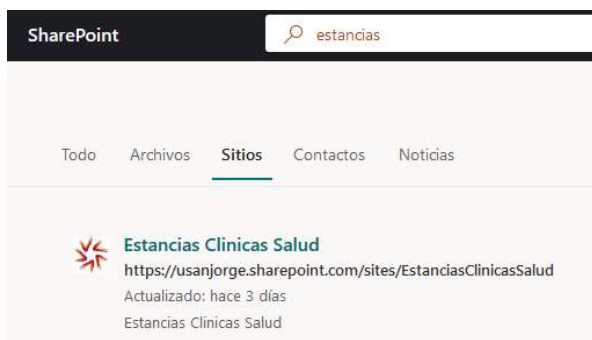 SharePoint estancias
Todo Archivos Sitios Contactos Noticias
Estancias Clinicas Salud
https://usanjorge.sharepoint.com/sites/EstanciasClinicasSalud
Actualizado: hace 3 días
Estancias Clinicas Salud